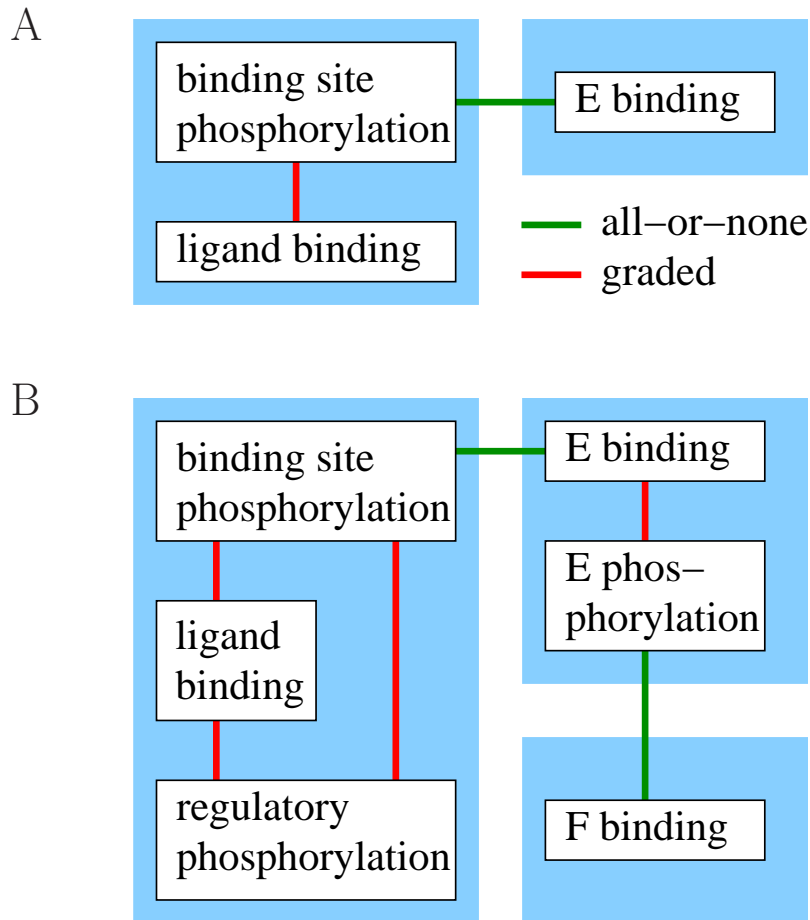 A
binding site
phosphorylation
E binding
ligand binding
all−or−none
graded
B
binding site
phosphorylation
E binding
E phos−
phorylation
ligand
binding
regulatory
phosphorylation
F binding